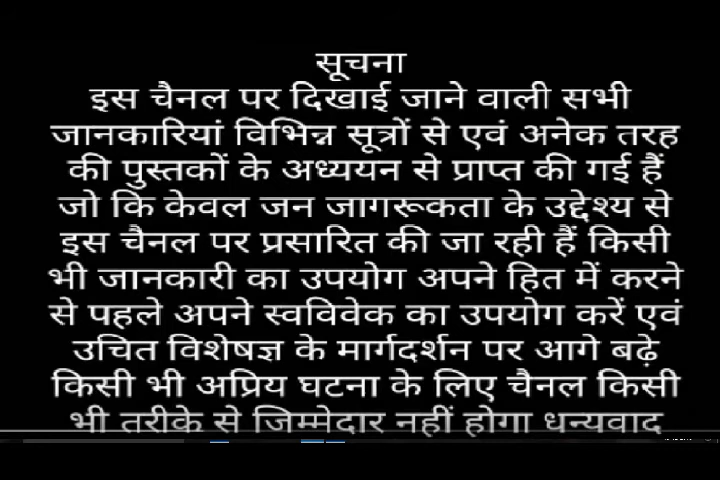 सूचना
इस चैनल पर दिखाई जाने वाली सभी
जानकारियां विभिन्न सूत्रों से एवं अनेक तरह
की पुस्तकों के अध्ययन से प्राप्त की गई हैं
जो कि केवल जन जागरूकता के उद्देश्य से
इस चैनल पर प्रसारित की जा रही हैं किसी
भी जानकारी का उपयोग अपने हित में करने
से पहले अपने स्वविवेक का उपयोग करें एवं
उचित विशेषज्ञ के मार्गदर्शन पर आगे बढ़े
किसी भी अप्रिय घटना के लिए चैनल किसी
भी तरीके से जिम्मेदार नहीं होगा धन्यवाद